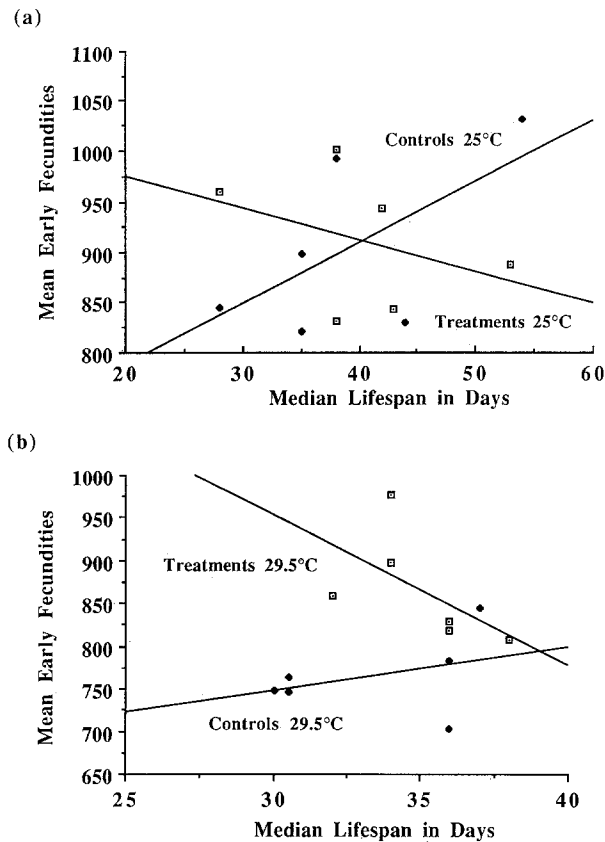 (a)
1100
1050
1000
950
900
850
800
Mean Early Fecundities
Controls 25°C
Treatments 25°C
20
30
40
50
60
Median Lifespan in Days
(b)
1000
950
900
850
800
750
700
650
Mean Early Fecundities
Treatments 29.5°C
Controls 29.5°C
25
30
35
40
Median Lifespan in Days